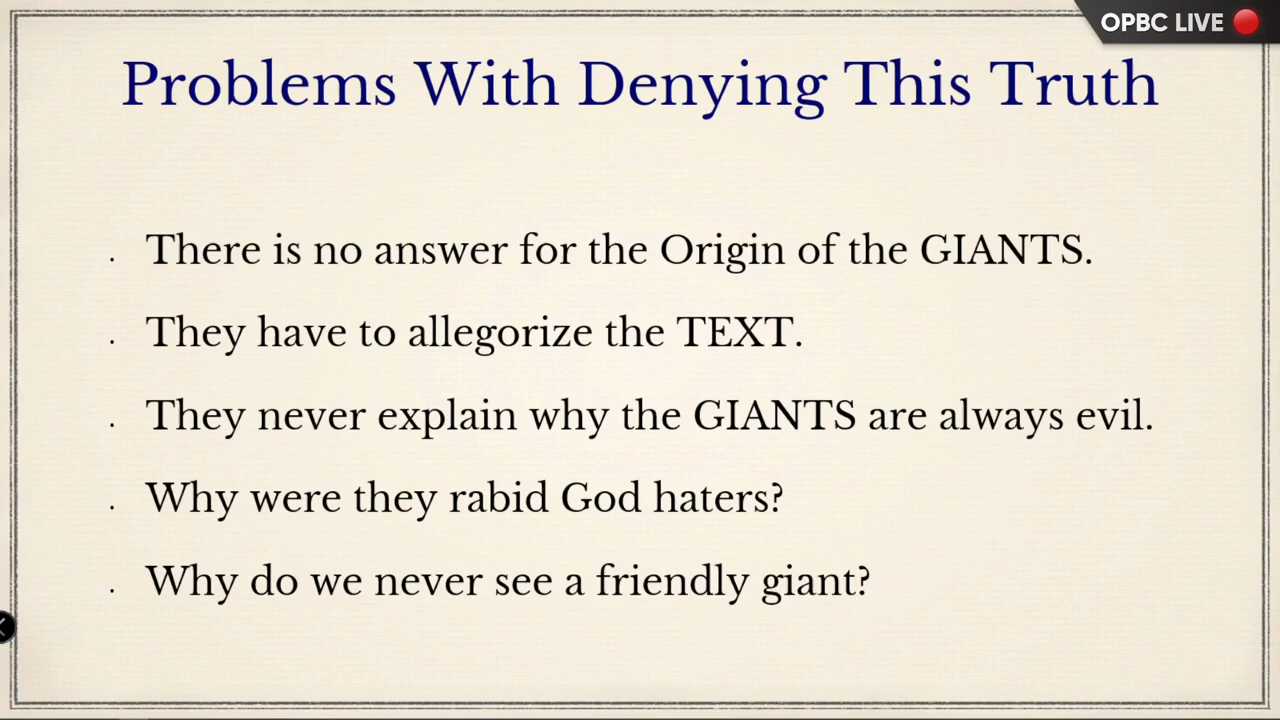 OPBC LIVE
Problems With Denying This Truth
· There is no answer for the Origin of the GIANTS.
· They have to allegorize the TEXT.
· They never explain why the GIANTS are always evil.
· Why were they rabid God haters?
· Why do we never see a friendly giant?